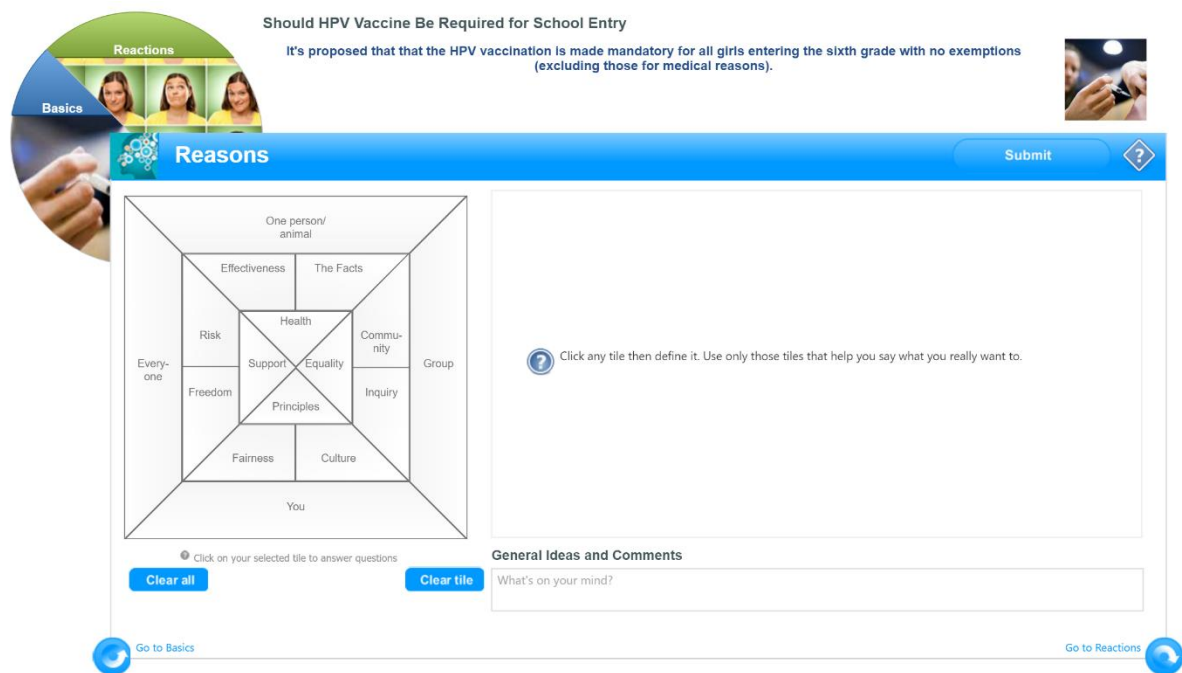 Should HPV Vaccine Be Required for School Entry
It's proposed that that the HPV vaccination is made mandatory for all girls entering the sixth grade with no exemptions
(excluding those for medical reasons).
Reactions
Basics
Reasons
Submit
?
One person/
animal
Effectiveness
The Facts
Health
Risk
Commu-
nity
Every-
one
Support
Equality
Group
Freedom
Inquiry
Principles
Fairness
Culture
You
? Click any tile then define it. Use only those tiles that help you say what you really want to.
? Click on your selected tile to answer questions
Clear all
Clear tile
General Ideas and Comments
What's on your mind?
Go to Basics
Go to Reactions